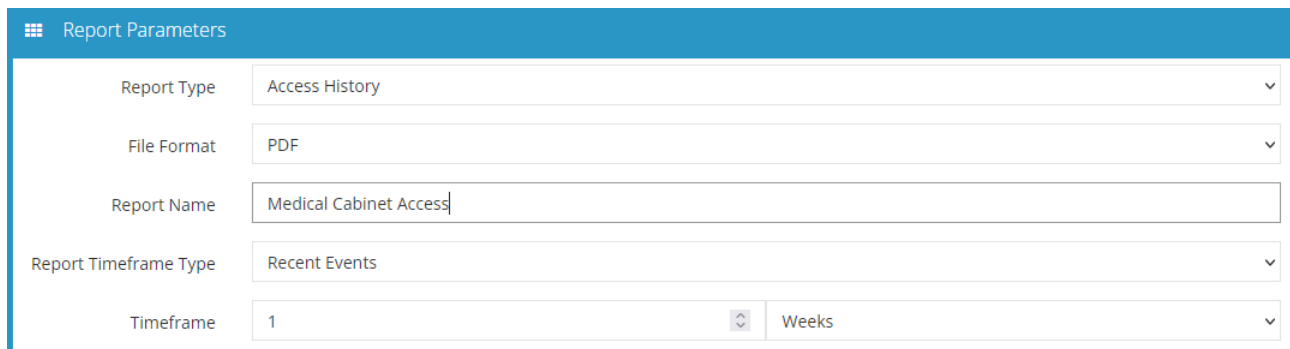 Report Parameters
Report Type Access History
File Format PDF
Report Name Medical Cabinet Access
Report Timeframe Type Recent Events
Timeframe 1 Weeks